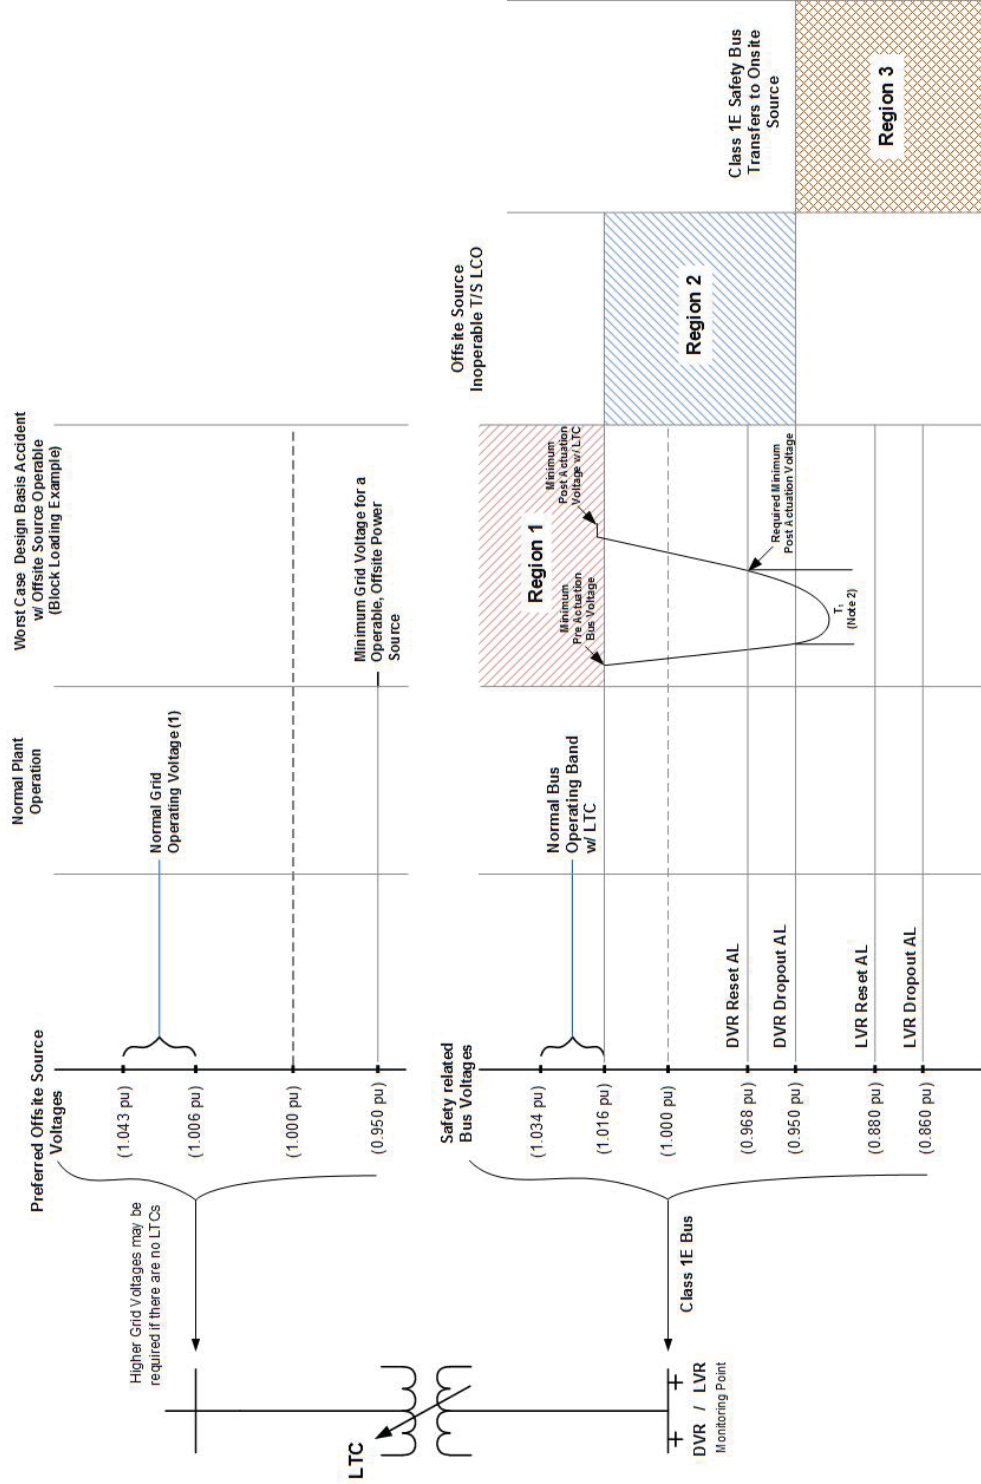 Higher Grid Voltages may be
required if there are no LTCs
Preferred Offsite Source
Voltages
(1.043 pu)
(1.006 pu)
(1.000 pu)
(0.950 pu)
Normal Plant
Operation
Normal Grid
Operating Voltage (1)
Worst Case Design Basis Accident
w/ Offsite Source Operable
(Block Loading Example)
Minimum Grid Voltage for a
Operable, Offsite Power
Source
LTC
Safety related
Bus Voltages
(1.034 pu)
(1.016 pu)
(1.000 pu)
(0.968 pu)
(0.950 pu)
(0.880 pu)
(0.860 pu)
Normal Bus
Operating Band
w/ LTC
DVR Reset AL
DVR Dropout AL
LVR Reset AL
LVR Dropout AL
Class 1E Bus
DVR / LVR
Monitoring Point
Region 1
Minimum
Pre Actuation
Bus Voltage
Minimum
Post Actuation
Voltage w/ LTC
Required Minimum
Post Actuation Voltage
T₁
(Note 2)
Offsite Source
Inoperable T/S LCO
Region 2
Class 1E Safety Bus
Transfers to Onsite
Source
Region 3